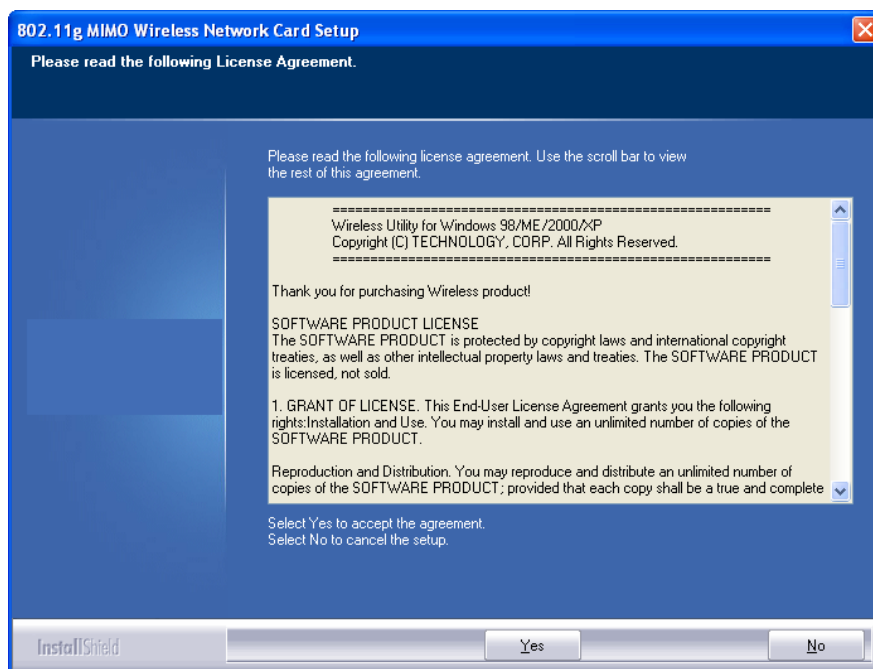 802.11g MIMO Wireless Network Card Setup
Please read the following License Agreement.
Please read the following license agreement. Use the scroll bar to view
the rest of this agreement.
==========================================================
Wireless Utility for Windows 98/ME/2000/XP
Copyright (C) TECHNOLOGY, CORP. All Rights Reserved.
==========================================================
Thank you for purchasing Wireless product!
SOFTWARE PRODUCT LICENSE
The SOFTWARE PRODUCT is protected by copyright laws and international copyright
treaties, as well as other intellectual property laws and treaties. The SOFTWARE PRODUCT
is licensed, not sold.
1. GRANT OF LICENSE. This End-User License Agreement grants you the following
rights:Installation and Use. You may install and use an unlimited number of copies of the
SOFTWARE PRODUCT.
Reproduction and Distribution. You may reproduce and distribute an unlimited number of
copies of the SOFTWARE PRODUCT; provided that each copy shall be a true and complete
Select Yes to accept the agreement.
Select No to cancel the setup.
InstallShield
Yes
No